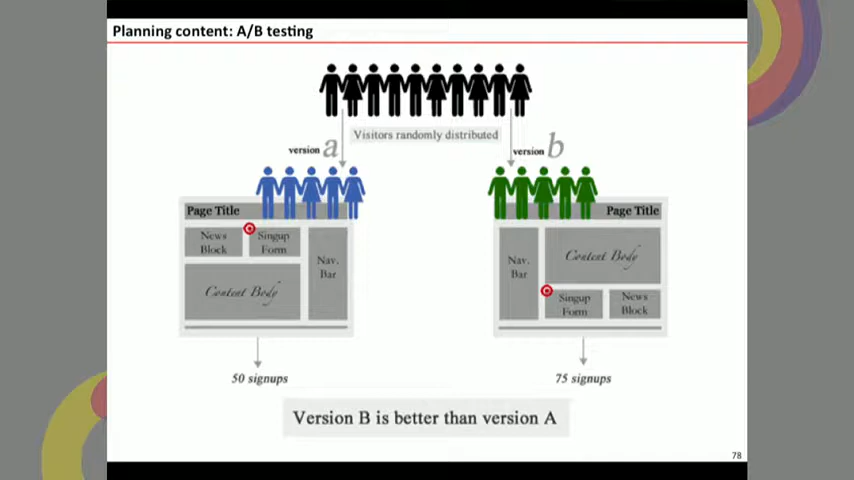 Planning content: A/B testing
Visitors randomly distributed
version a
version b
Page Title
News
Block
Singup
Form
Nav.
Bar
Content Body
Page Title
Nav.
Bar
Content Body
Singup
Form
News
Block
50 signups
75 signups
Version B is better than version A
78